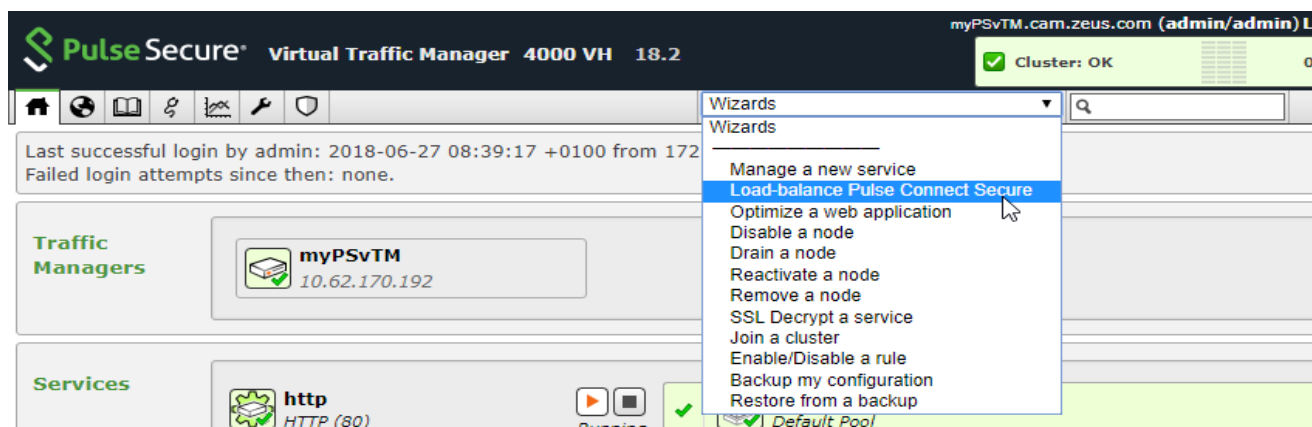 myPSvTM.cam.zeus.com (admin/admin) L
Pulse Secure Virtual Traffic Manager 4000 VH 18.2
Cluster: OK
0
Wizards
Wizards
Last successful login by admin: 2018-06-27 08:39:17 +0100 from 172
Failed login attempts since then: none.
Manage a new service
Load-balance Pulse Connect Secure
Optimize a web application
Disable a node
Drain a node
Reactivate a node
Remove a node
SSL Decrypt a service
Join a cluster
Enable/Disable a rule
Backup my configuration
Restore from a backup
Traffic
Managers
myPSvTM
10.62.170.192
Services
http
HTTP (80)
Running
Default Pool